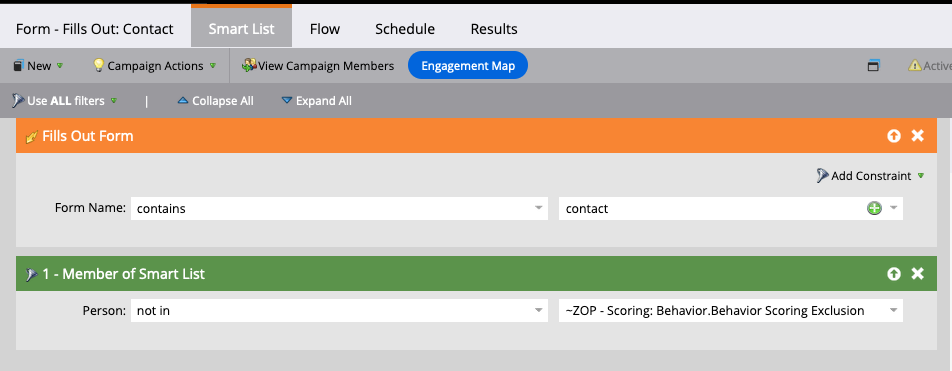 Form - Fills Out: Contact Smart List Flow Schedule Results
New Campaign Actions View Campaign Members Engagement Map Active
Use ALL filters | Collapse All Expand All
Fills Out Form
Add Constraint
Form Name: contains contact
1 - Member of Smart List
Person: not in ~ZOP - Scoring: Behavior.Behavior Scoring Exclusion